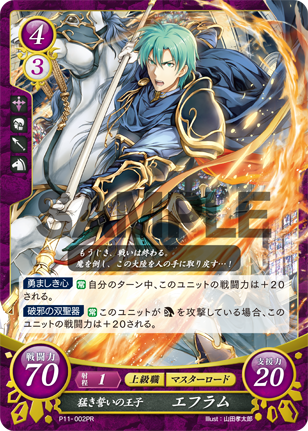 4
3
SAMPLE
もうじき、戦いは終わる。
魔を倒し、この大陸を人の手に取り戻す…!
勇ましき心 常 自分のターン中、このユニットの戦闘力は+20
される。
破邪の双聖器 常 このユニットが を攻撃している場合、この
ユニットの戦闘力は+20される。
戦闘力
70
射程 1 上級職 マスターロード
支援力
20
猛き誓いの王子 エフラム
P11-002PR
Illust:山田孝太郎